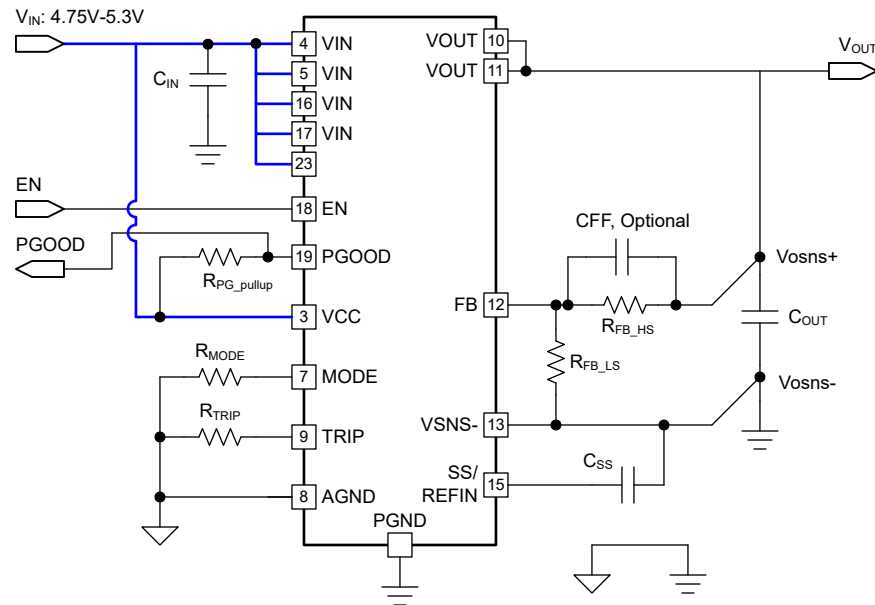 VIN: 4.75V-5.3V
CIN
4 VIN
5 VIN
16 VIN
17 VIN
23
EN
18 EN
PGOOD
19 PGOOD
RPG_pullup
3 VCC
RMODE
7 MODE
RTRIP
9 TRIP
8 AGND
PGND
VOUT 10
VOUT 11
VOUT
CFF, Optional
Vosns+
FB 12
RFB_HS
COUT
RFB_LS
Vosns-
VSNS- 13
CSS
SS/
REFIN 15